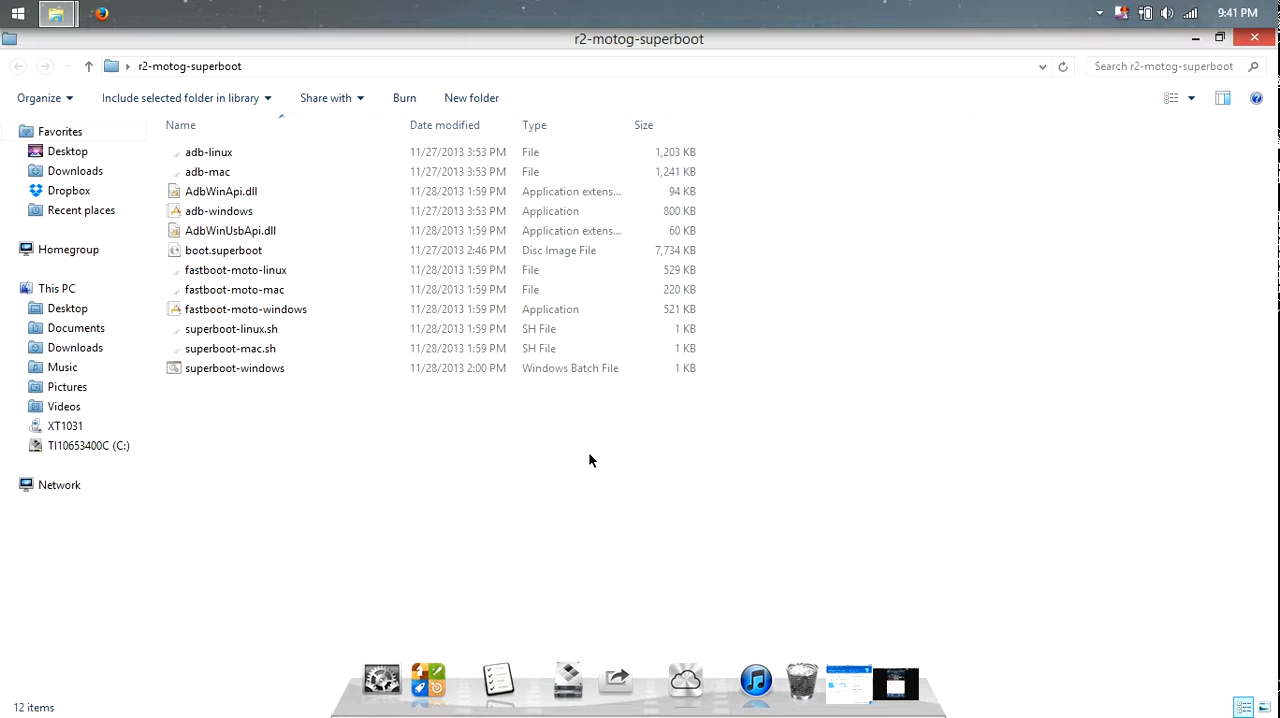 9:41 PM
r2-motog-superboot
r2-motog-superboot
Search r2-motog-superboot
Organize Include selected folder in library Share with Burn New folder
Name Date modified Type Size
Favorites
Desktop
Downloads
Dropbox
Recent places
Homegroup
This PC
Desktop
Documents
Downloads
Music
Pictures
Videos
XT1031
TI10653400C (C:)
Network
adb-linux 11/27/2013 3:53 PM File 1,203 KB
adb-mac 11/27/2013 3:53 PM File 1,241 KB
AdbWinApi.dll 11/28/2013 1:59 PM Application extens... 94 KB
adb-windows 11/27/2013 3:53 PM Application 800 KB
AdbWinUsbApi.dll 11/28/2013 1:59 PM Application extens... 60 KB
boot.superboot 11/27/2013 2:46 PM Disc Image File 7,734 KB
fastboot-moto-linux 11/28/2013 1:59 PM File 529 KB
fastboot-moto-mac 11/28/2013 1:59 PM File 220 KB
fastboot-moto-windows 11/28/2013 1:59 PM Application 521 KB
superboot-linux.sh 11/28/2013 1:59 PM SH File 1 KB
superboot-mac.sh 11/28/2013 1:59 PM SH File 1 KB
superboot-windows 11/28/2013 2:00 PM Windows Batch File 1 KB
12 items